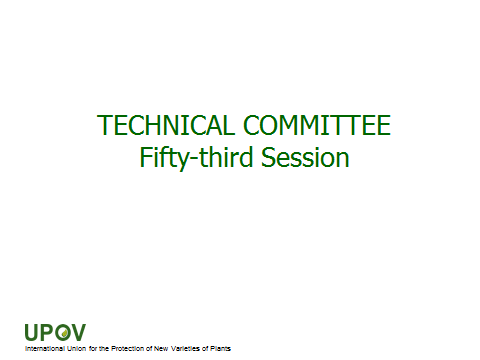 TECHNICAL COMMITTEE
Fifty-third Session
UPOV
International Union for the Protection of New Varieties of Plants